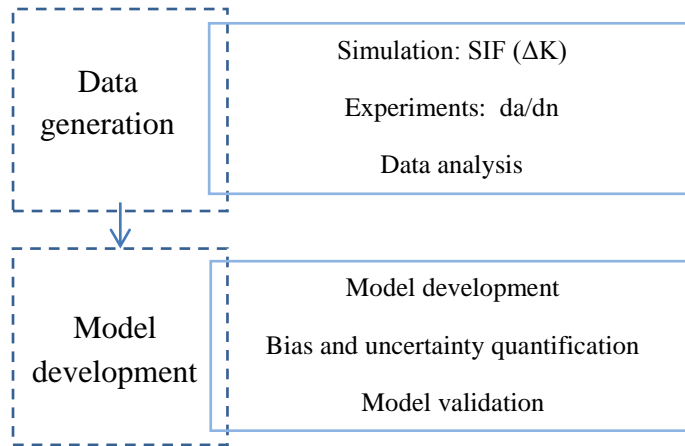 Data
generation
Simulation: SIF (ΔK)
Experiments:  da/dn
Data analysis
Model
development
Model development
Bias and uncertainty quantification
Model validation